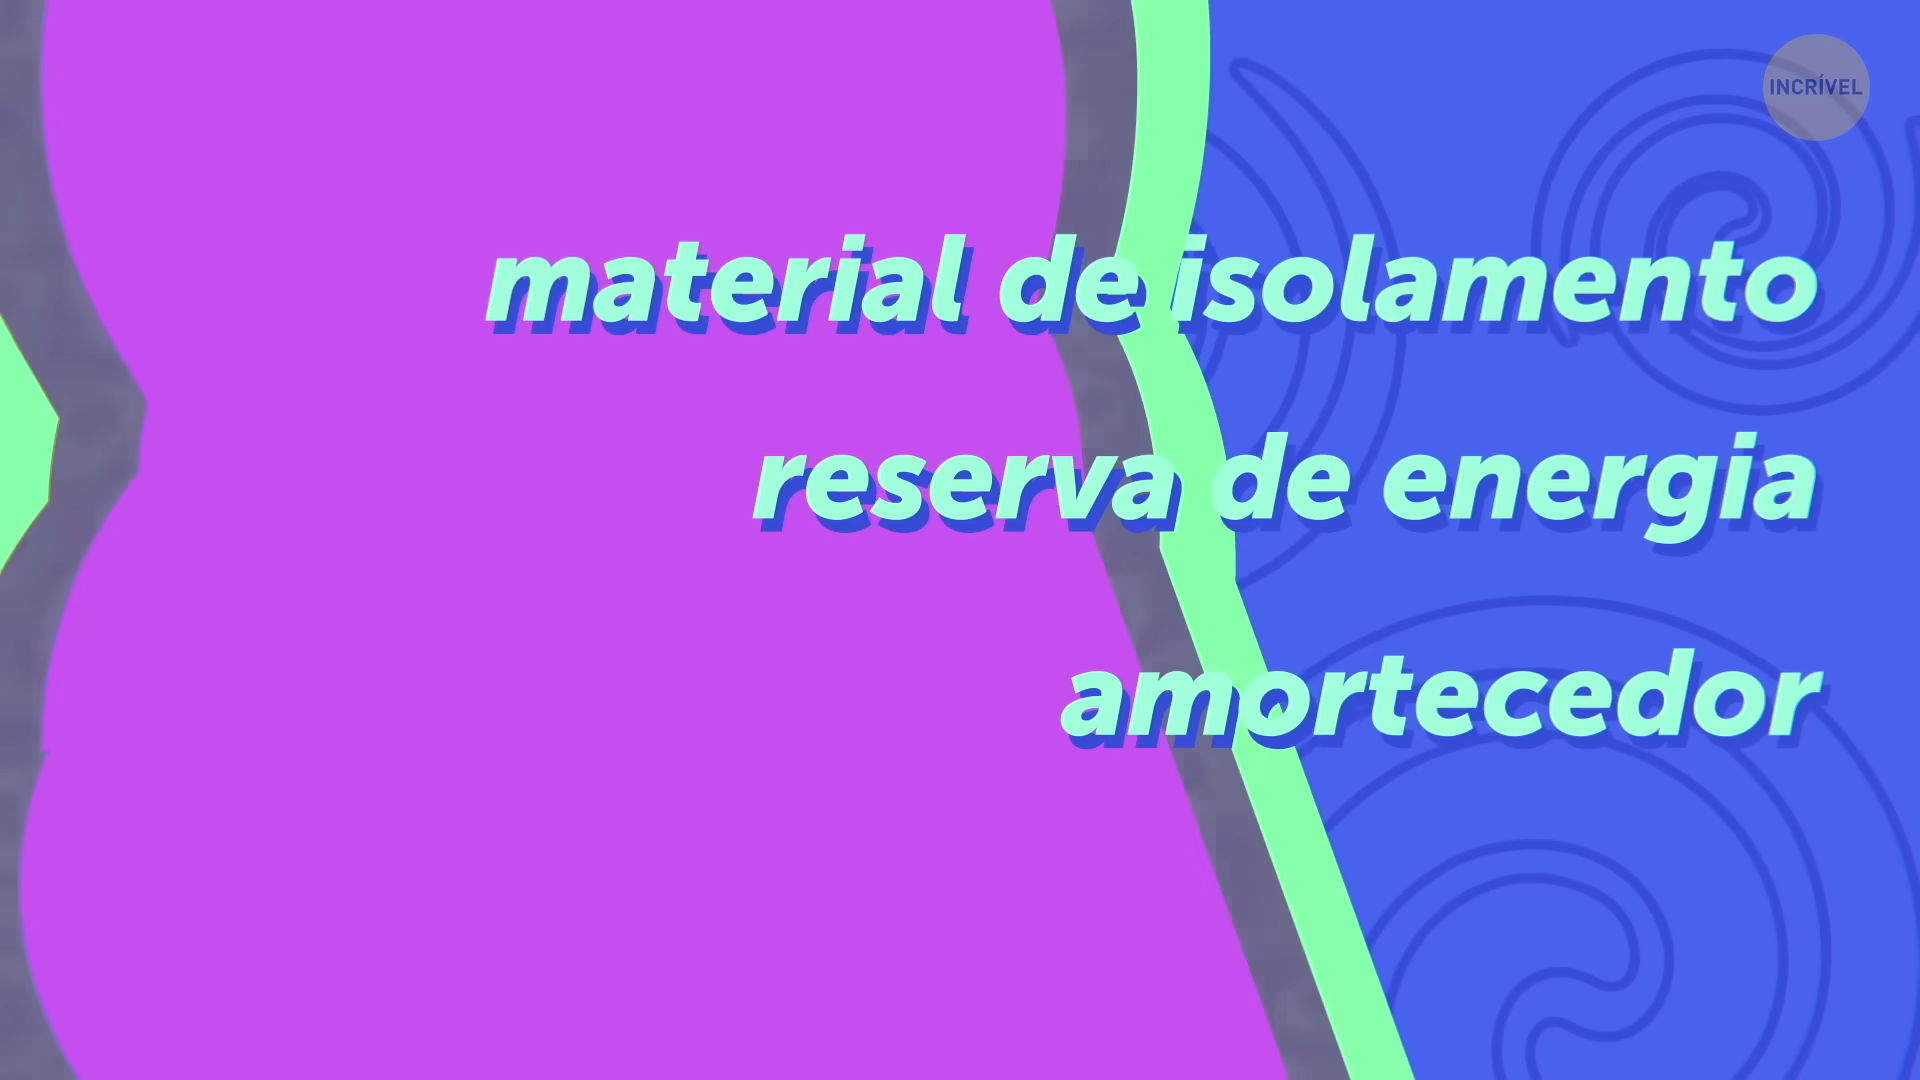 INCRÍVEL
material de isolamento
reserva de energia
amortecedor